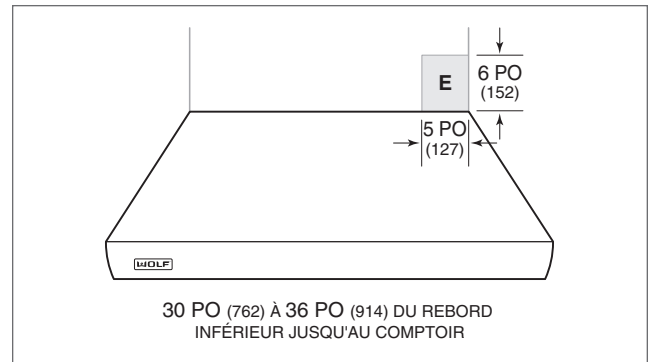 E
6 PO
(152)
5 PO
(127)
WOLF
30 PO (762) À 36 PO (914) DU REBORD
INFÉRIEUR JUSQU'AU COMPTOIR